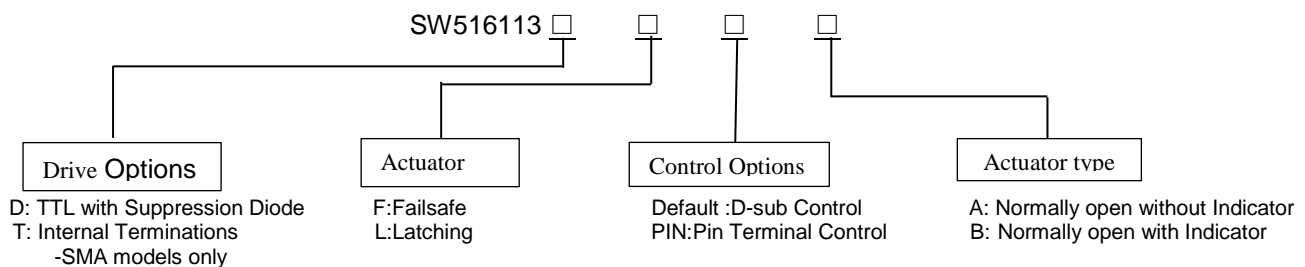 SW516113 □ □ □ □
Drive Options
D: TTL with Suppression Diode
T: Internal Terminations
-SMA models only
Actuator
F:Failsafe
L:Latching
Control Options
Default :D-sub Control
PIN:Pin Terminal Control
Actuator type
A: Normally open without Indicator
B: Normally open with Indicator